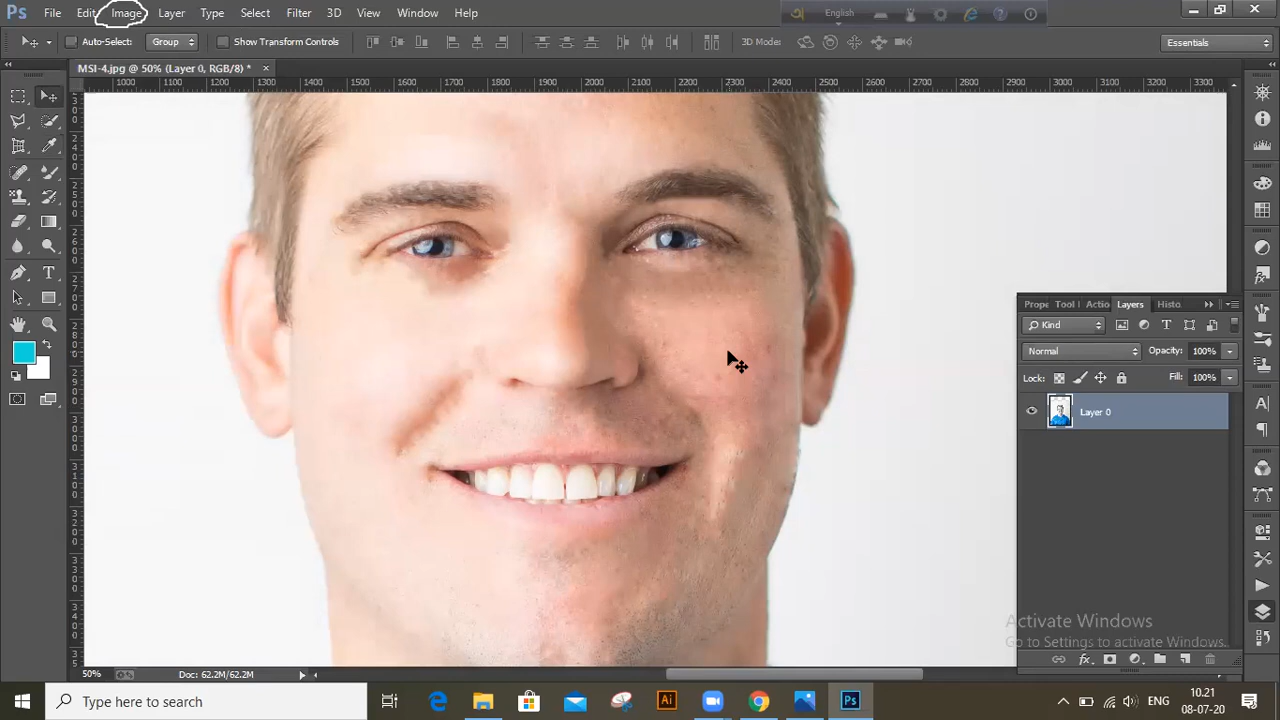 Ps File Edit Image Layer Type Select Filter 3D View Window Help
অ English
Auto-Select: Group Show Transform Controls 3D Mode: Essentials
MSI-4.jpg @ 50% (Layer 0, RGB/8) * ×
1000 1100 1200 1300 1400 1500 1600 1700 1800 1900 2000 2100 2200 2300 2400 2500 2600 2700 2800 2900 3000 3100 3200 3300
Prope Tool Actio Layers Histo
Kind
Normal Opacity: 100%
Lock: Fill: 100%
Layer 0
Activate Windows
Go to Settings to activate Windows.
50% Doc: 62.2M/62.2M
Type here to search
Ai Ps
ENG
10.21
08-07-20